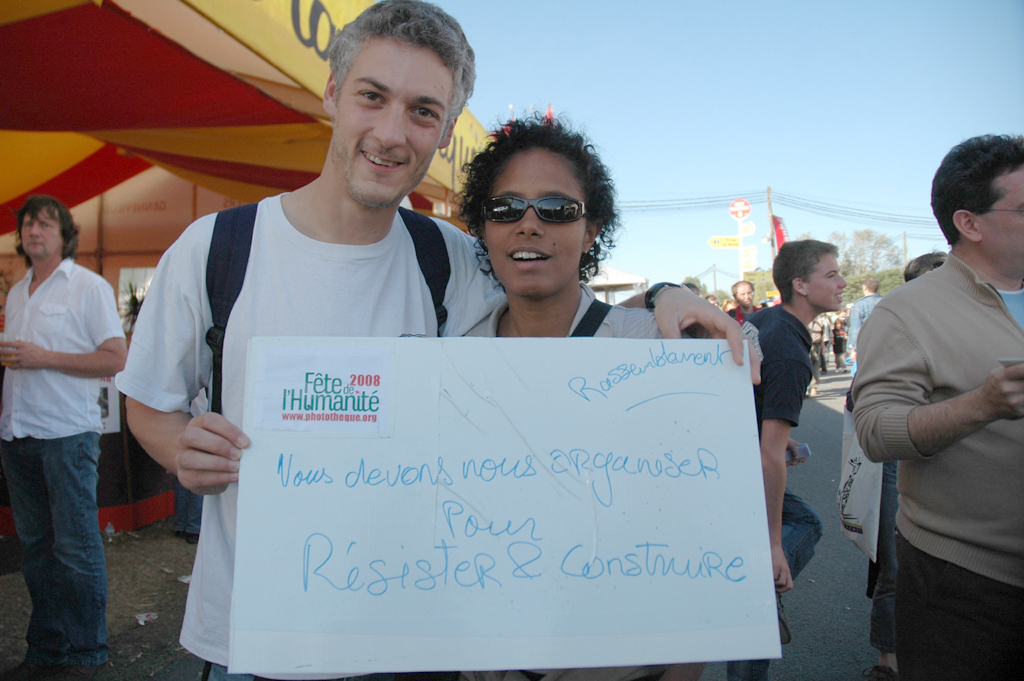 Fête de
l'Humanité
2008
www.phototheque.org
Rassemblement
Nous devons nous organiser
Pour
Résister & Construire